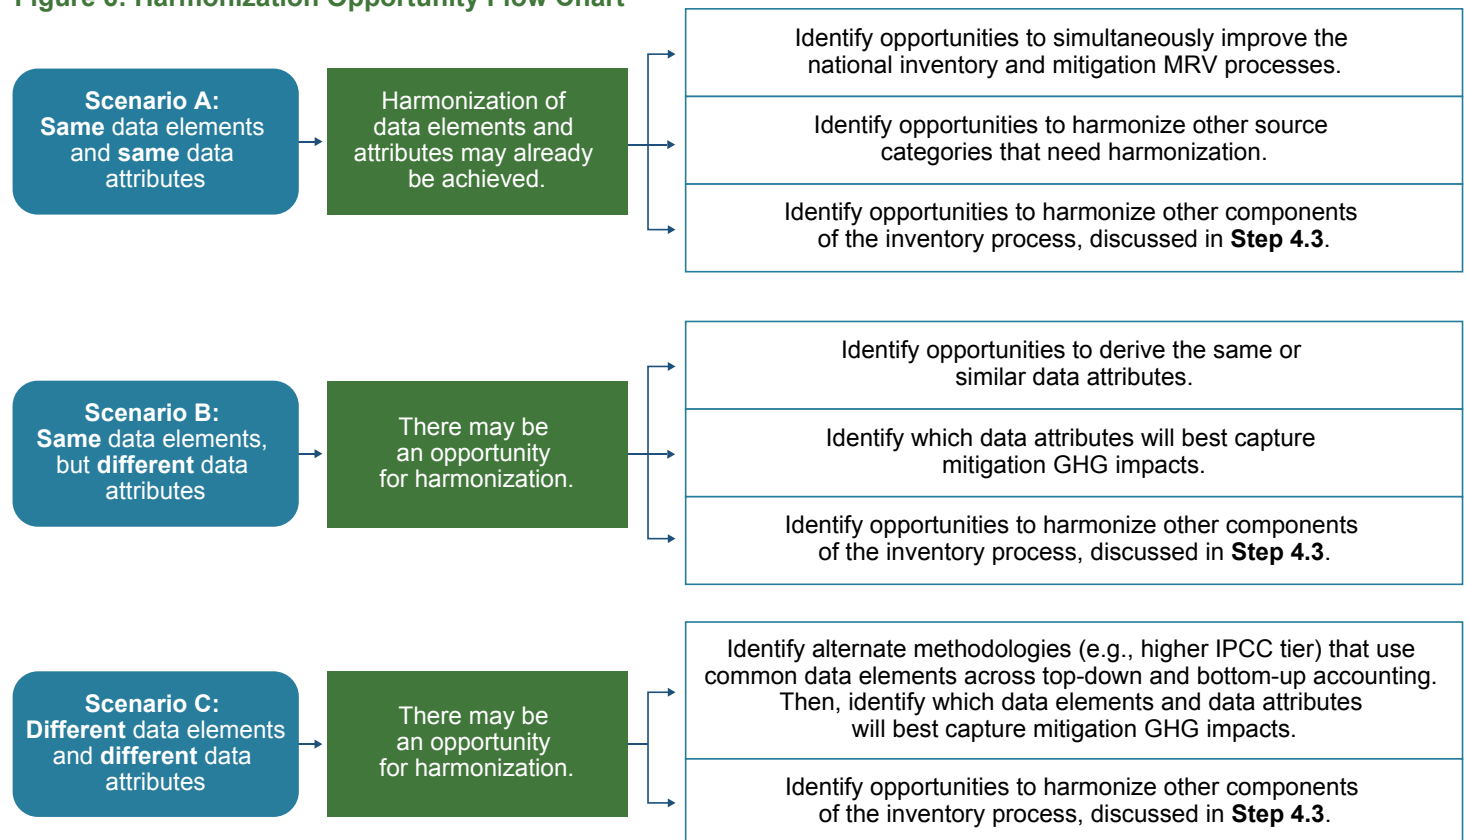 Figure 6: Harmonization Opportunity Flow Chart
Scenario A:
Same data elements
and same data
attributes
Harmonization of
data elements and
attributes may already
be achieved.
Identify opportunities to simultaneously improve the
national inventory and mitigation MRV processes.
Identify opportunities to harmonize other source
categories that need harmonization.
Identify opportunities to harmonize other components
of the inventory process, discussed in Step 4.3.
Scenario B:
Same data elements,
but different data
attributes
There may be
an opportunity
for harmonization.
Identify opportunities to derive the same or
similar data attributes.
Identify which data attributes will best capture
mitigation GHG impacts.
Identify opportunities to harmonize other components
of the inventory process, discussed in Step 4.3.
Scenario C:
Different data elements
and different data
attributes
There may be
an opportunity
for harmonization.
Identify alternate methodologies (e.g., higher IPCC tier) that use
common data elements across top-down and bottom-up accounting.
Then, identify which data elements and data attributes
will best capture mitigation GHG impacts.
Identify opportunities to harmonize other components
of the inventory process, discussed in Step 4.3.